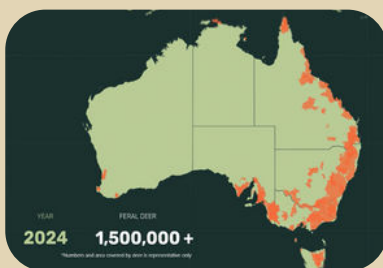 YEAR
FERAL DEER
2024
1,500,000 +
*Numbers and area covered by deer is representative only